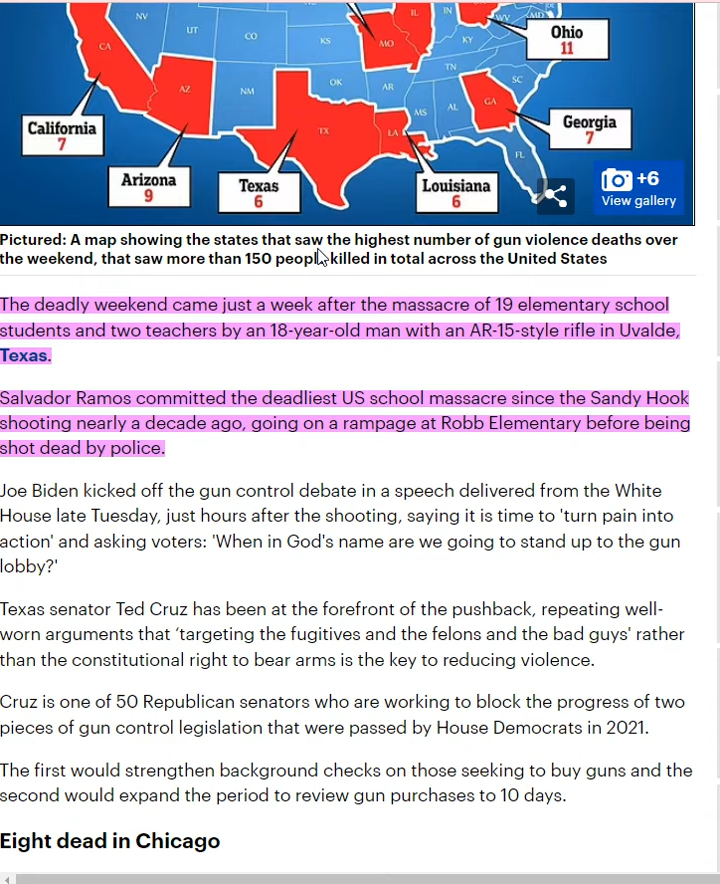 NV
UT
CO
CA
KS
MO
IL
IN
WV
MD
KY
Ohio
11
AZ
NM
OK
AR
TN
SC
MS
AL
GA
TX
LA
FL
California
7
Georgia
7
Arizona
9
Texas
6
Louisiana
6
+6
View gallery
Pictured: A map showing the states that saw the highest number of gun violence deaths over
the weekend, that saw more than 150 people killed in total across the United States
The deadly weekend came just a week after the massacre of 19 elementary school
students and two teachers by an 18-year-old man with an AR-15-style rifle in Uvalde,
Texas.
Salvador Ramos committed the deadliest US school massacre since the Sandy Hook
shooting nearly a decade ago, going on a rampage at Robb Elementary before being
shot dead by police.
Joe Biden kicked off the gun control debate in a speech delivered from the White
House late Tuesday, just hours after the shooting, saying it is time to 'turn pain into
action' and asking voters: 'When in God's name are we going to stand up to the gun
lobby?'
Texas senator Ted Cruz has been at the forefront of the pushback, repeating well-
worn arguments that ‘targeting the fugitives and the felons and the bad guys' rather
than the constitutional right to bear arms is the key to reducing violence.
Cruz is one of 50 Republican senators who are working to block the progress of two
pieces of gun control legislation that were passed by House Democrats in 2021.
The first would strengthen background checks on those seeking to buy guns and the
second would expand the period to review gun purchases to 10 days.
Eight dead in Chicago